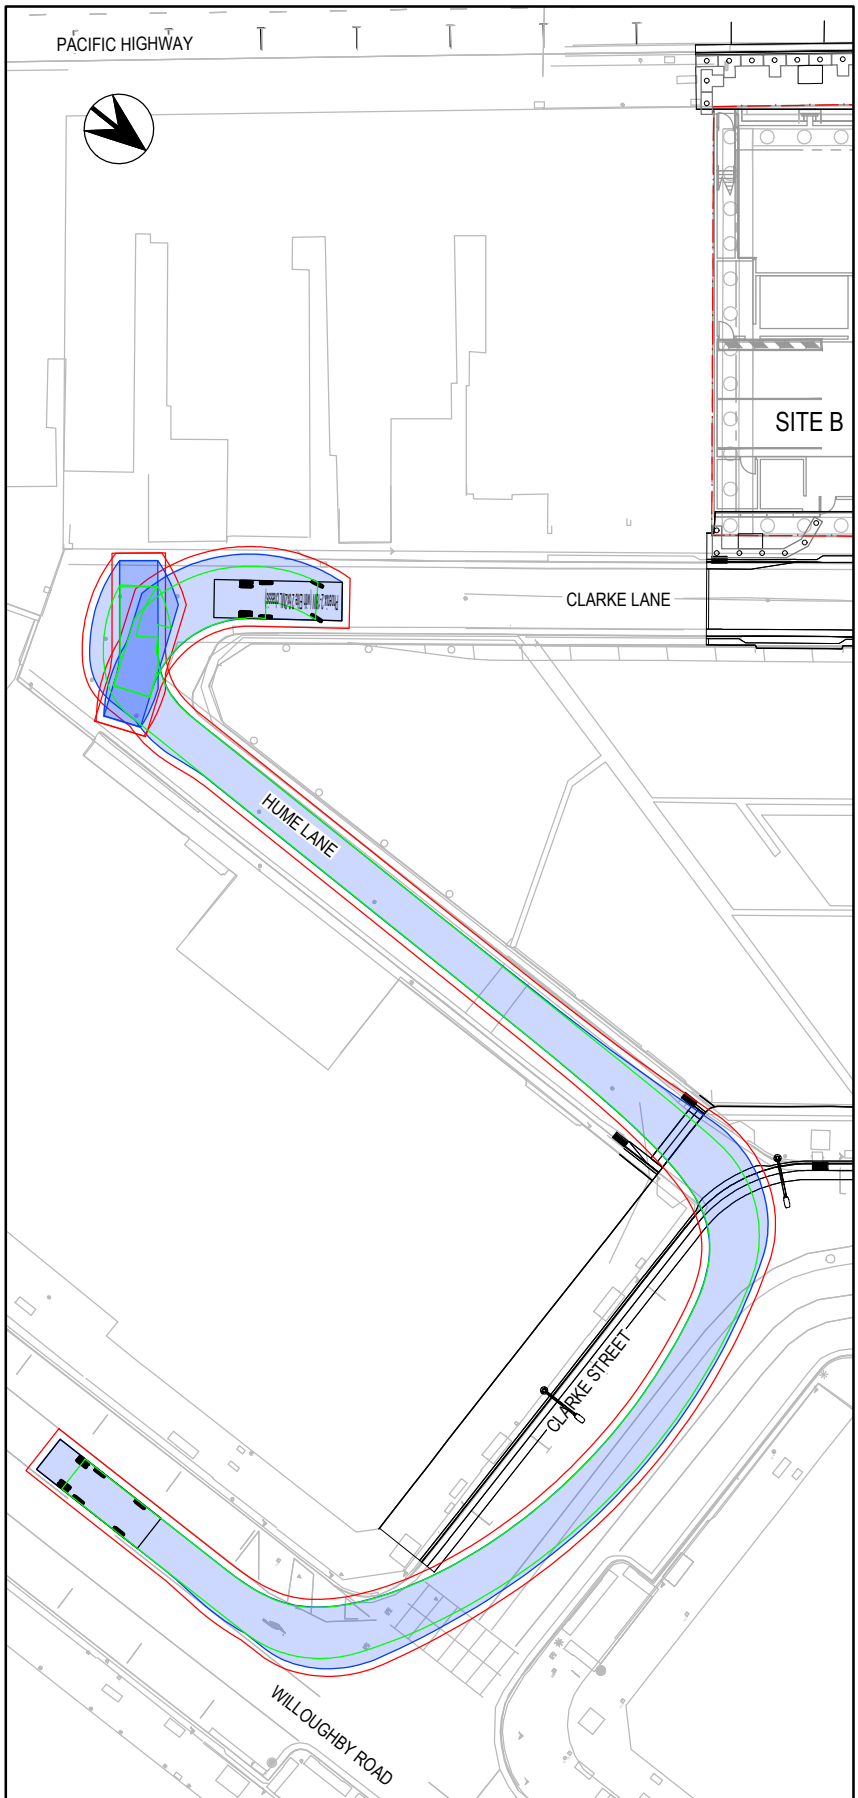 PACIFIC HIGHWAY
SITE B
CLARKE LANE
HUME LANE
CLARKE STREET
WILLOUGHBY ROAD